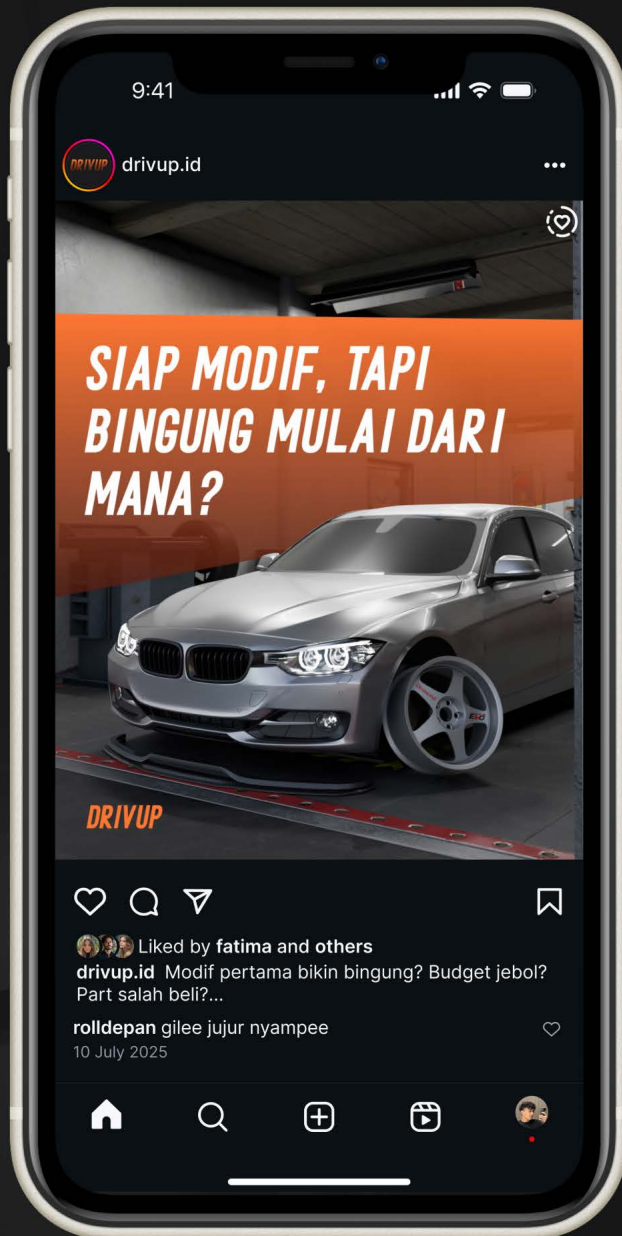 9:41
DRIVUP
drivup.id
SIAP MODIF, TAPI
BINGUNG MULAI DARI
MANA?
DRIVUP
Liked by fatima and others
drivup.id Modif pertama bikin bingung? Budget jebol?
Part salah beli?...
rolldepan gilee jujur nyampee
10 July 2025